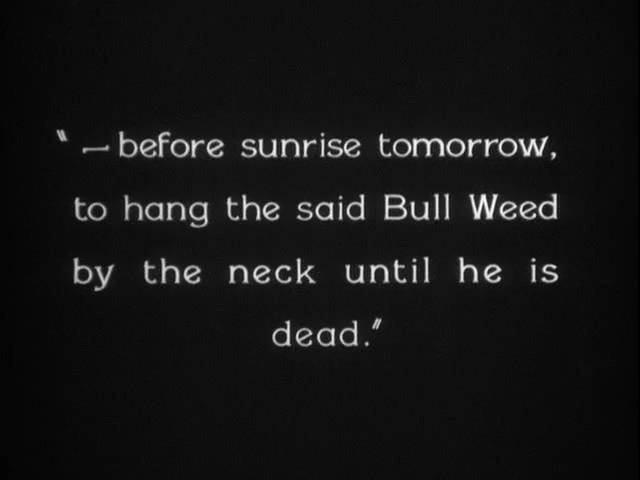 “ — before sunrise tomorrow,
to hang the said Bull Weed
by the neck until he is
dead.”